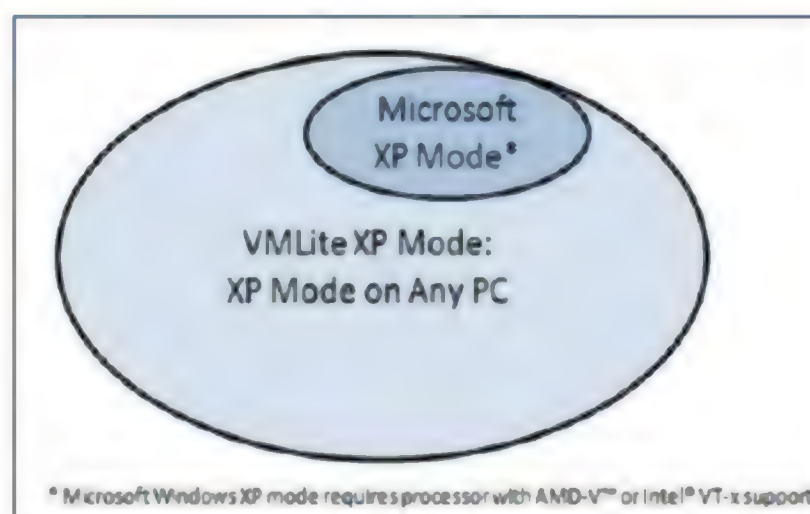 Microsoft
XP Mode*
VMLite XP Mode:
XP Mode on Any PC
* Microsoft Windows XP mode requires processor with AMD-V™ or Intel® VT-x support